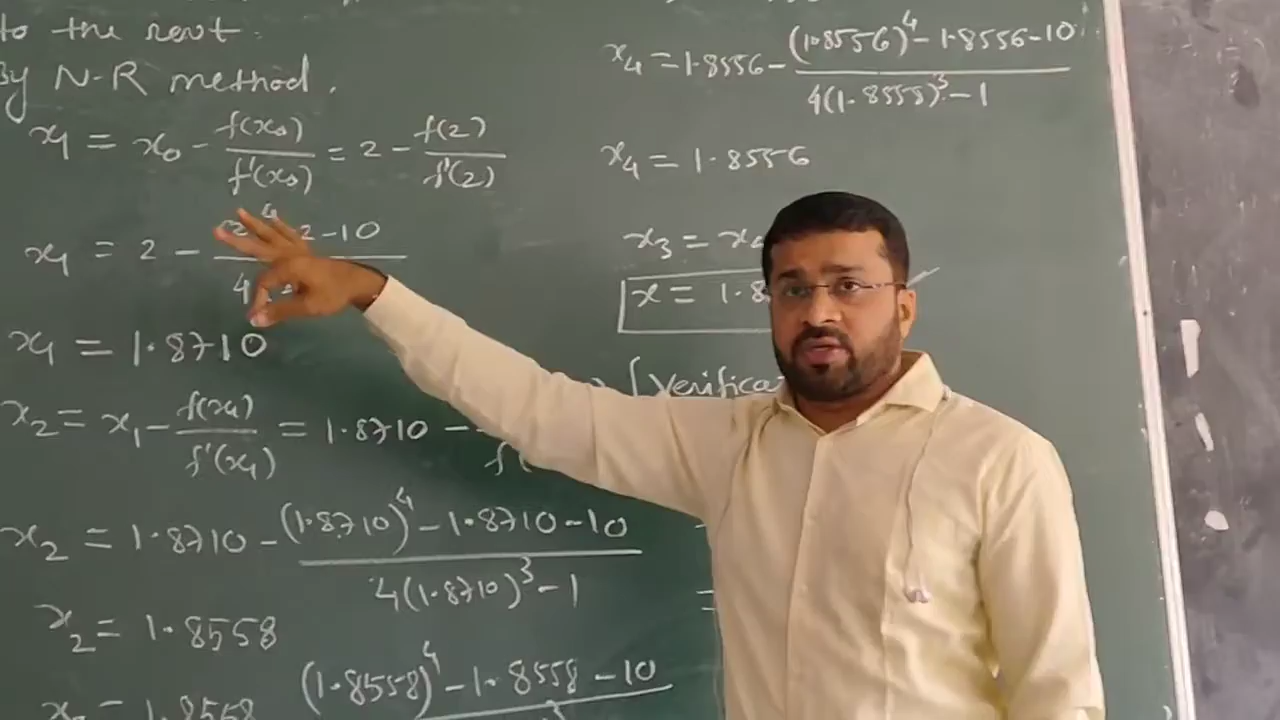 to the root.
By N-R method.
x₁ = x₀ - f(x₀)/f'(x₀) = 2 - f(2)/f'(2)
x₁ = 2 -
x₁ = 1.8710
x₂ = x₁ - f(x₁)/f'(x₁) = 1.8710 -
x₂ = 1.8710 - ((1.8710)⁴ - 1.8710 - 10)/(4(1.8710)³ - 1)
x₂ = 1.8558
(1.8558)⁴ - 1.8558 - 10
x₄ = 1.8556 - ((1.8556)⁴ - 1.8556 - 10)/(4(1.8558)³ - 1)
x₄ = 1.8556
x₃ =
x = 1.8